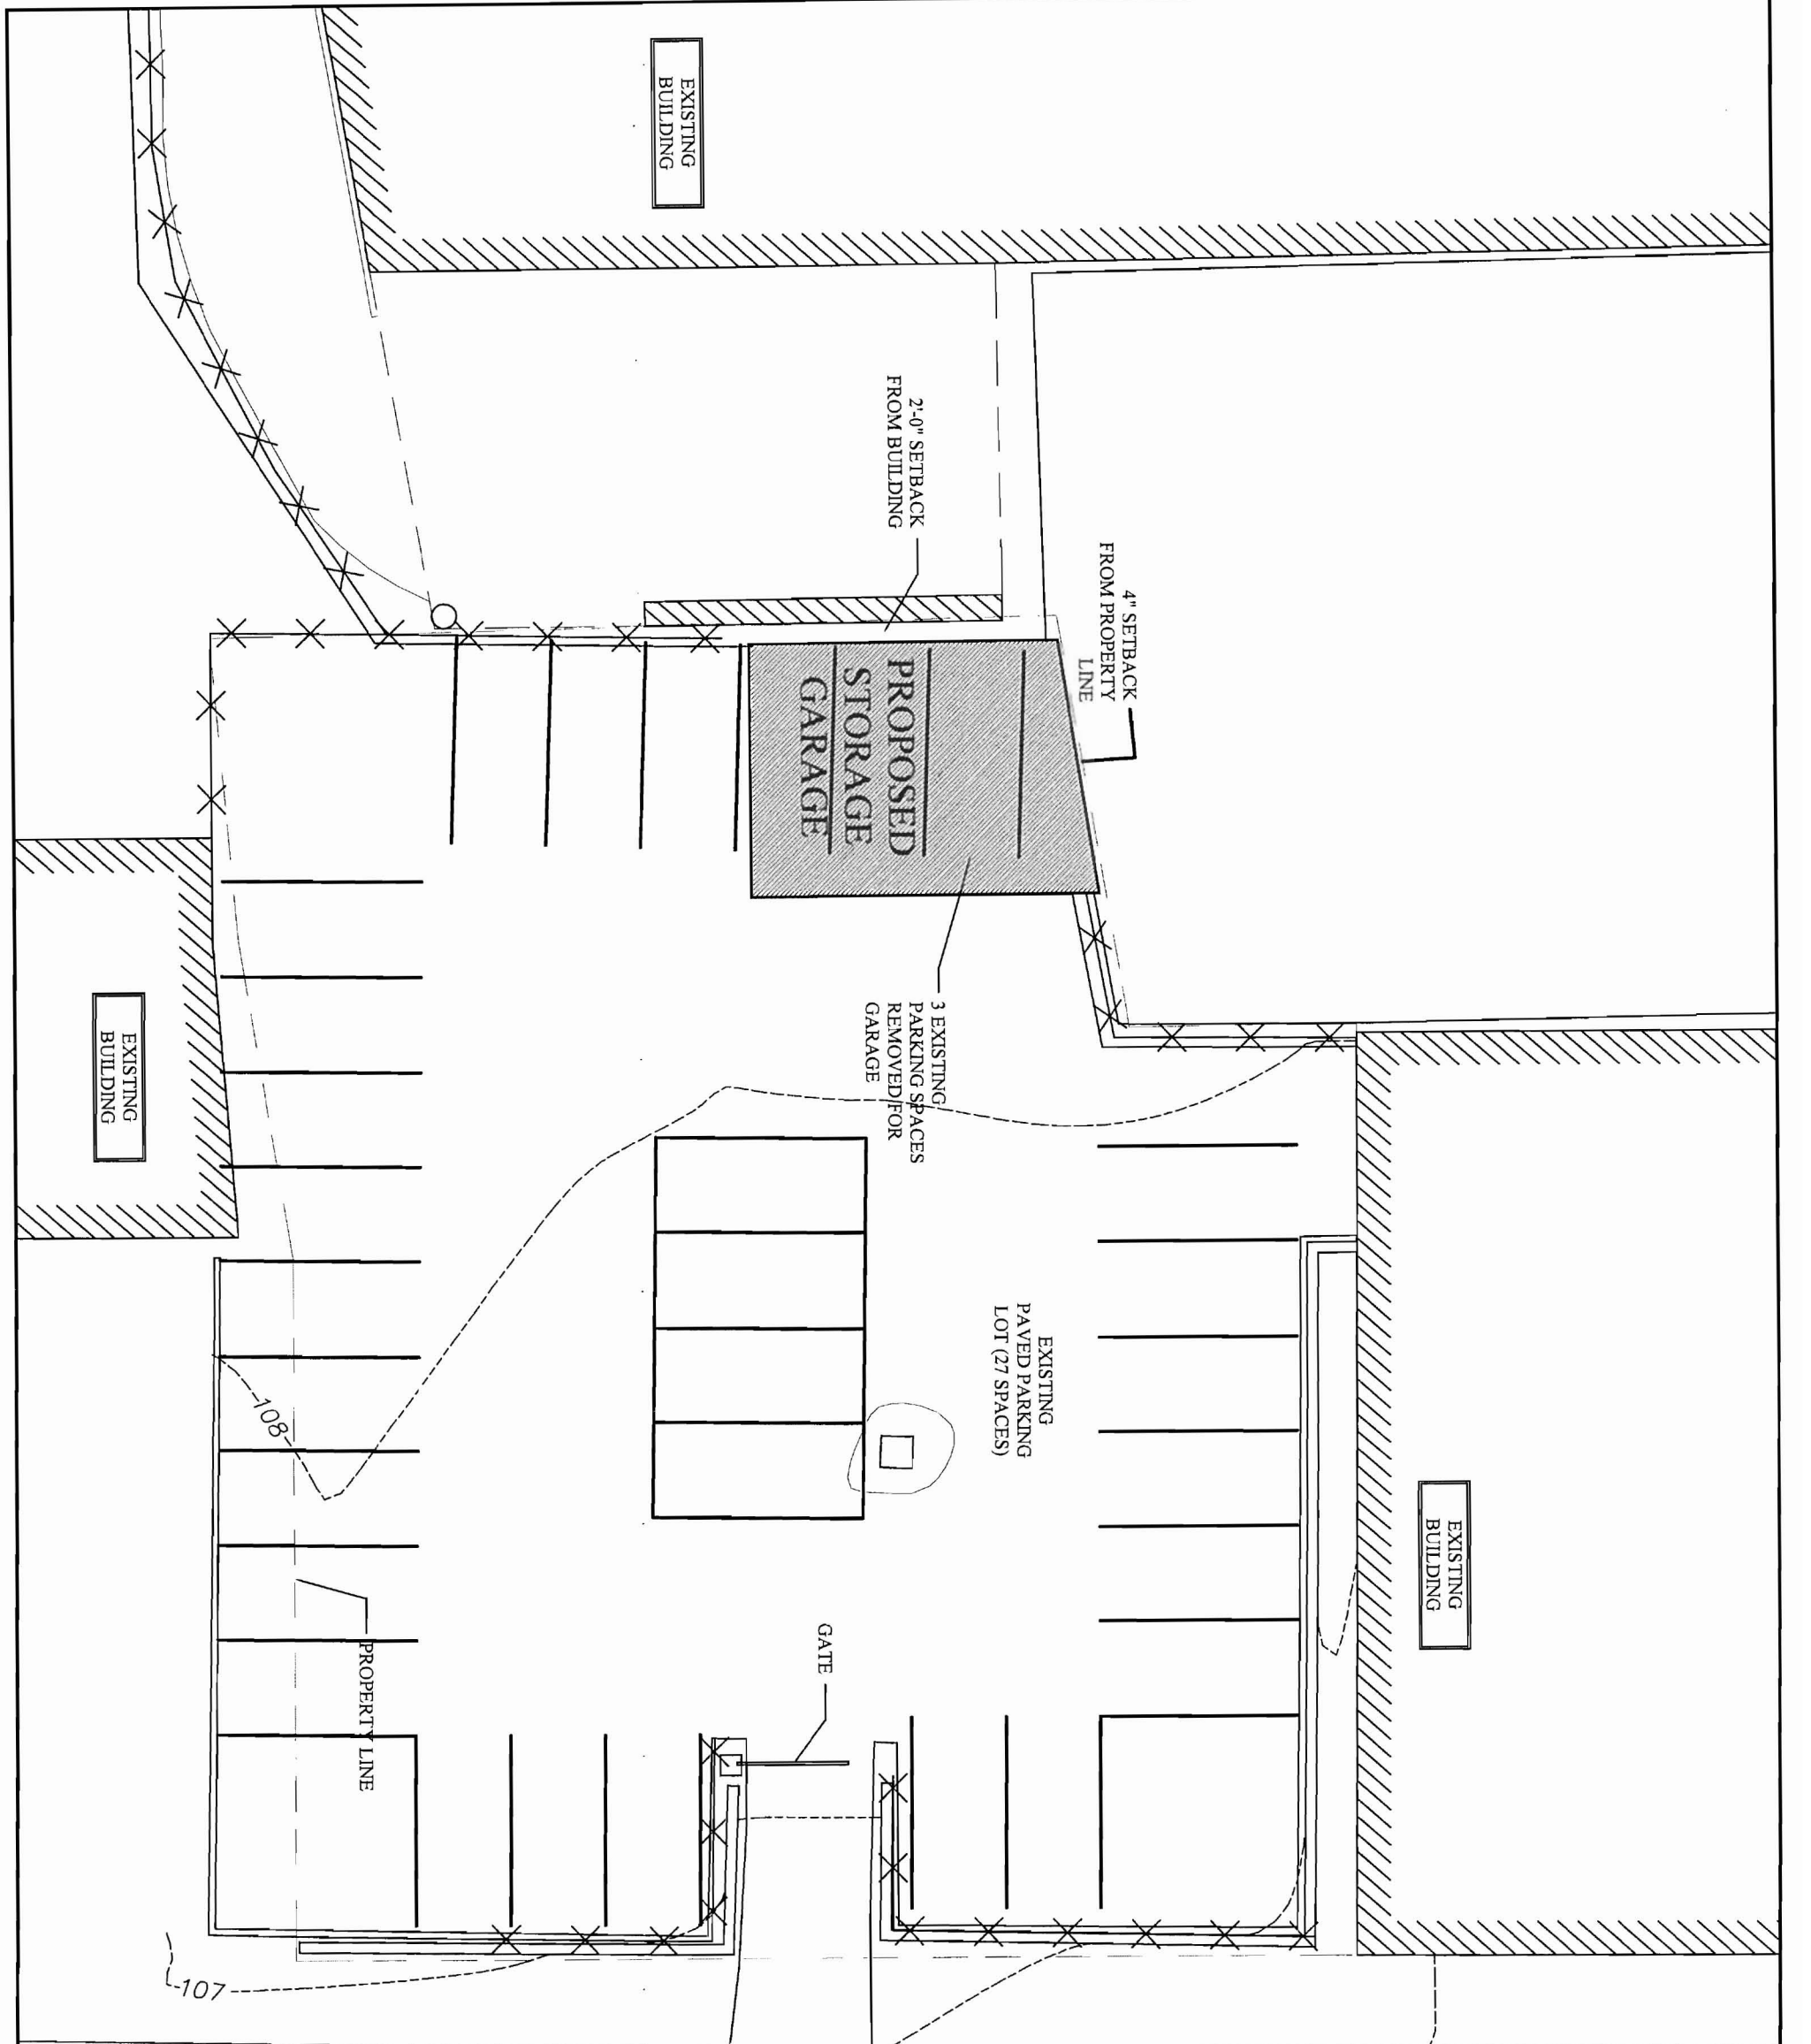 EXISTING
BUILDING
2'-0" SETBACK
FROM BUILDING
4" SETBACK
FROM PROPERTY
LINE
PROPOSED
STORAGE
GARAGE
3 EXISTING
PARKING SPACES
REMOVED FOR
GARAGE
EXISTING
BUILDING
EXISTING
PAVED PARKING
LOT (27 SPACES)
EXISTING
BUILDING
108
GATE
PROPERTY LINE
107